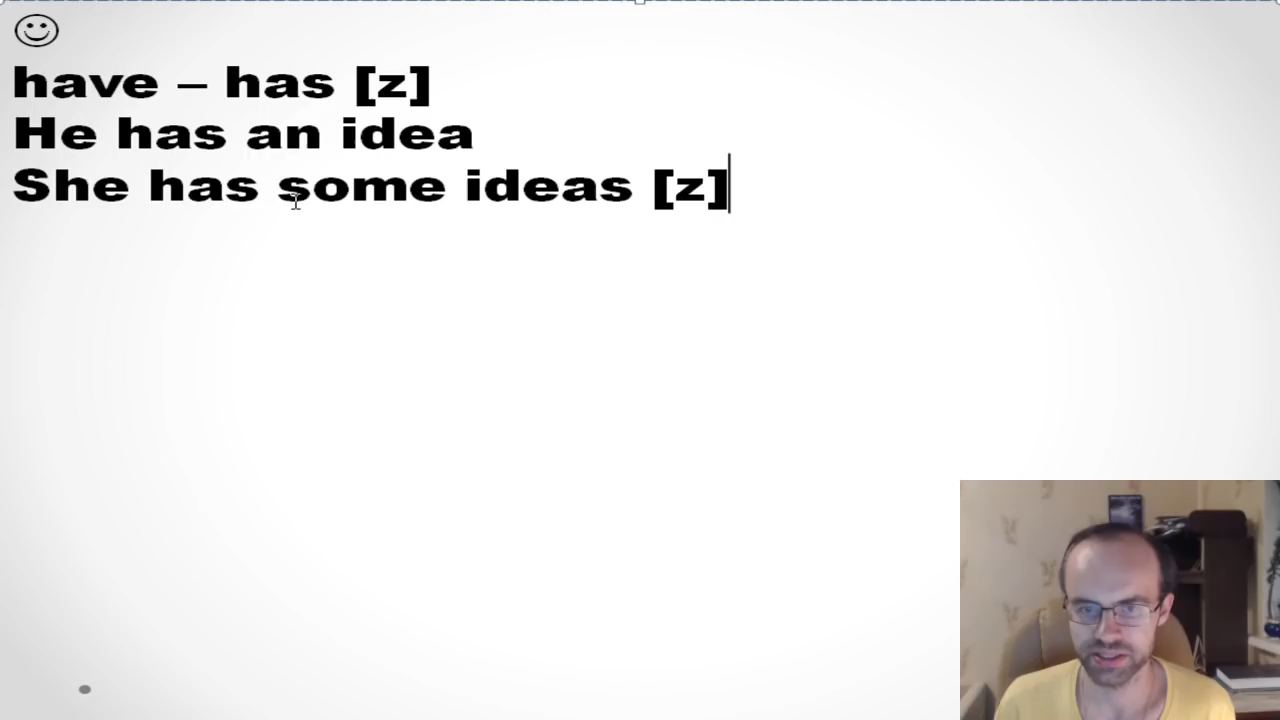 have – has [z]
He has an idea
She has some ideas [z]